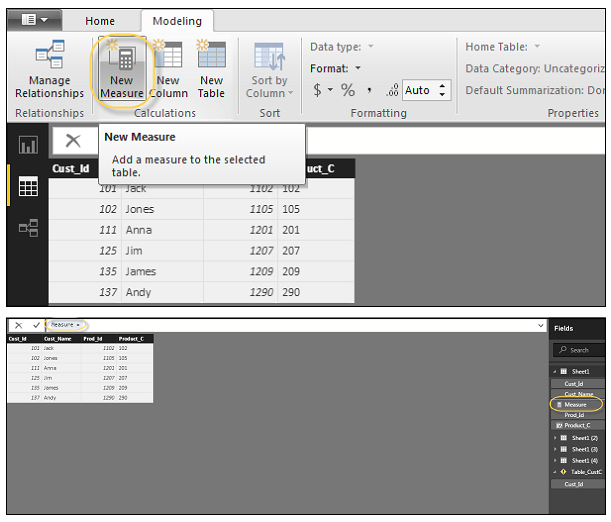 Home Modeling
Manage Relationships
New Measure
New Column
New Table
Sort by Column
Data type:
Format:
$ % , .00 Auto
Home Table:
Data Category: Uncategoriz
Default Summarization: Dor
Relationships Calculations Sort Formatting Properties
New Measure
Add a measure to the selected
table.
Cust_Id uct_C
101 Jack 1102 102
102 Jones 1105 105
111 Anna 1201 201
125 Jim 1207 207
135 James 1209 209
137 Andy 1290 290
Measure =
Cust_Id Cust_Name Prod_Id Product_C
101 Jack 1102 102
102 Jones 1105 105
111 Anna 1201 201
125 Jim 1207 207
135 James 1209 209
137 Andy 1290 290
Fields
Search
Sheet1
Cust_Id
Cust_Name
Measure
Prod_Id
Product_C
Sheet1 (2)
Sheet1 (3)
Sheet1 (4)
Table_CustC
Cust_Id